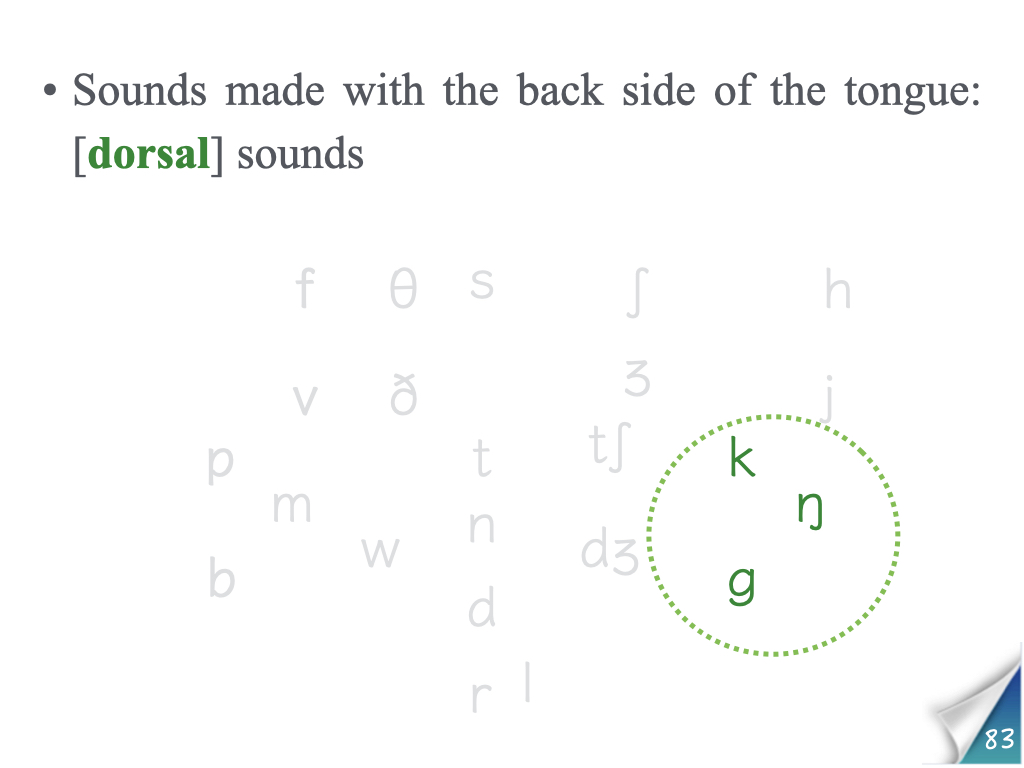 • Sounds made with the back side of the tongue:
[dorsal] sounds
f θ s ʃ h
v ð ʒ j
p t tʃ k
m n ŋ
b w d dʒ g
r l
83